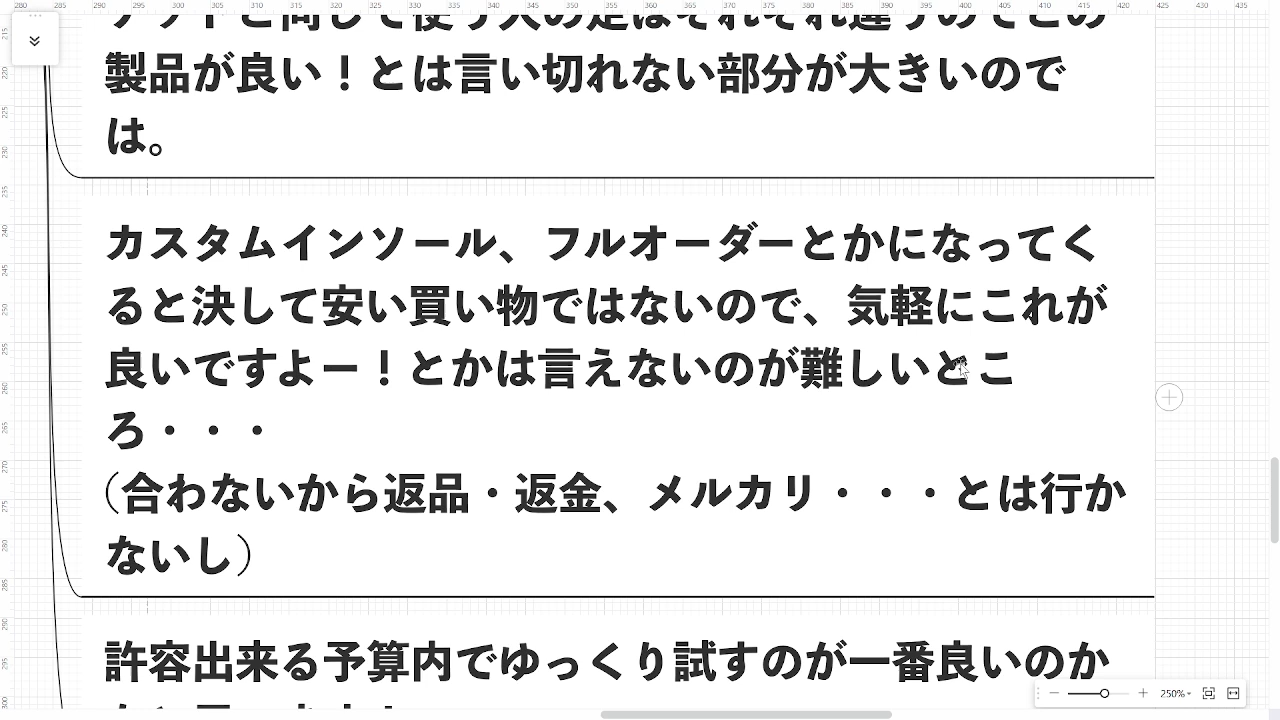 製品が良い！とは言い切れない部分が大きいので
は。
カスタムインソール、フルオーダーとかになってく
ると決して安い買い物ではないので、気軽にこれが
良いですよー！とかは言えないのが難しいとこ
ろ・・・
（合わないから返品・返金、メルカリ・・・とは行か
ないし）
許容出来る予算内でゆっくり試すのが一番良いのか
250%